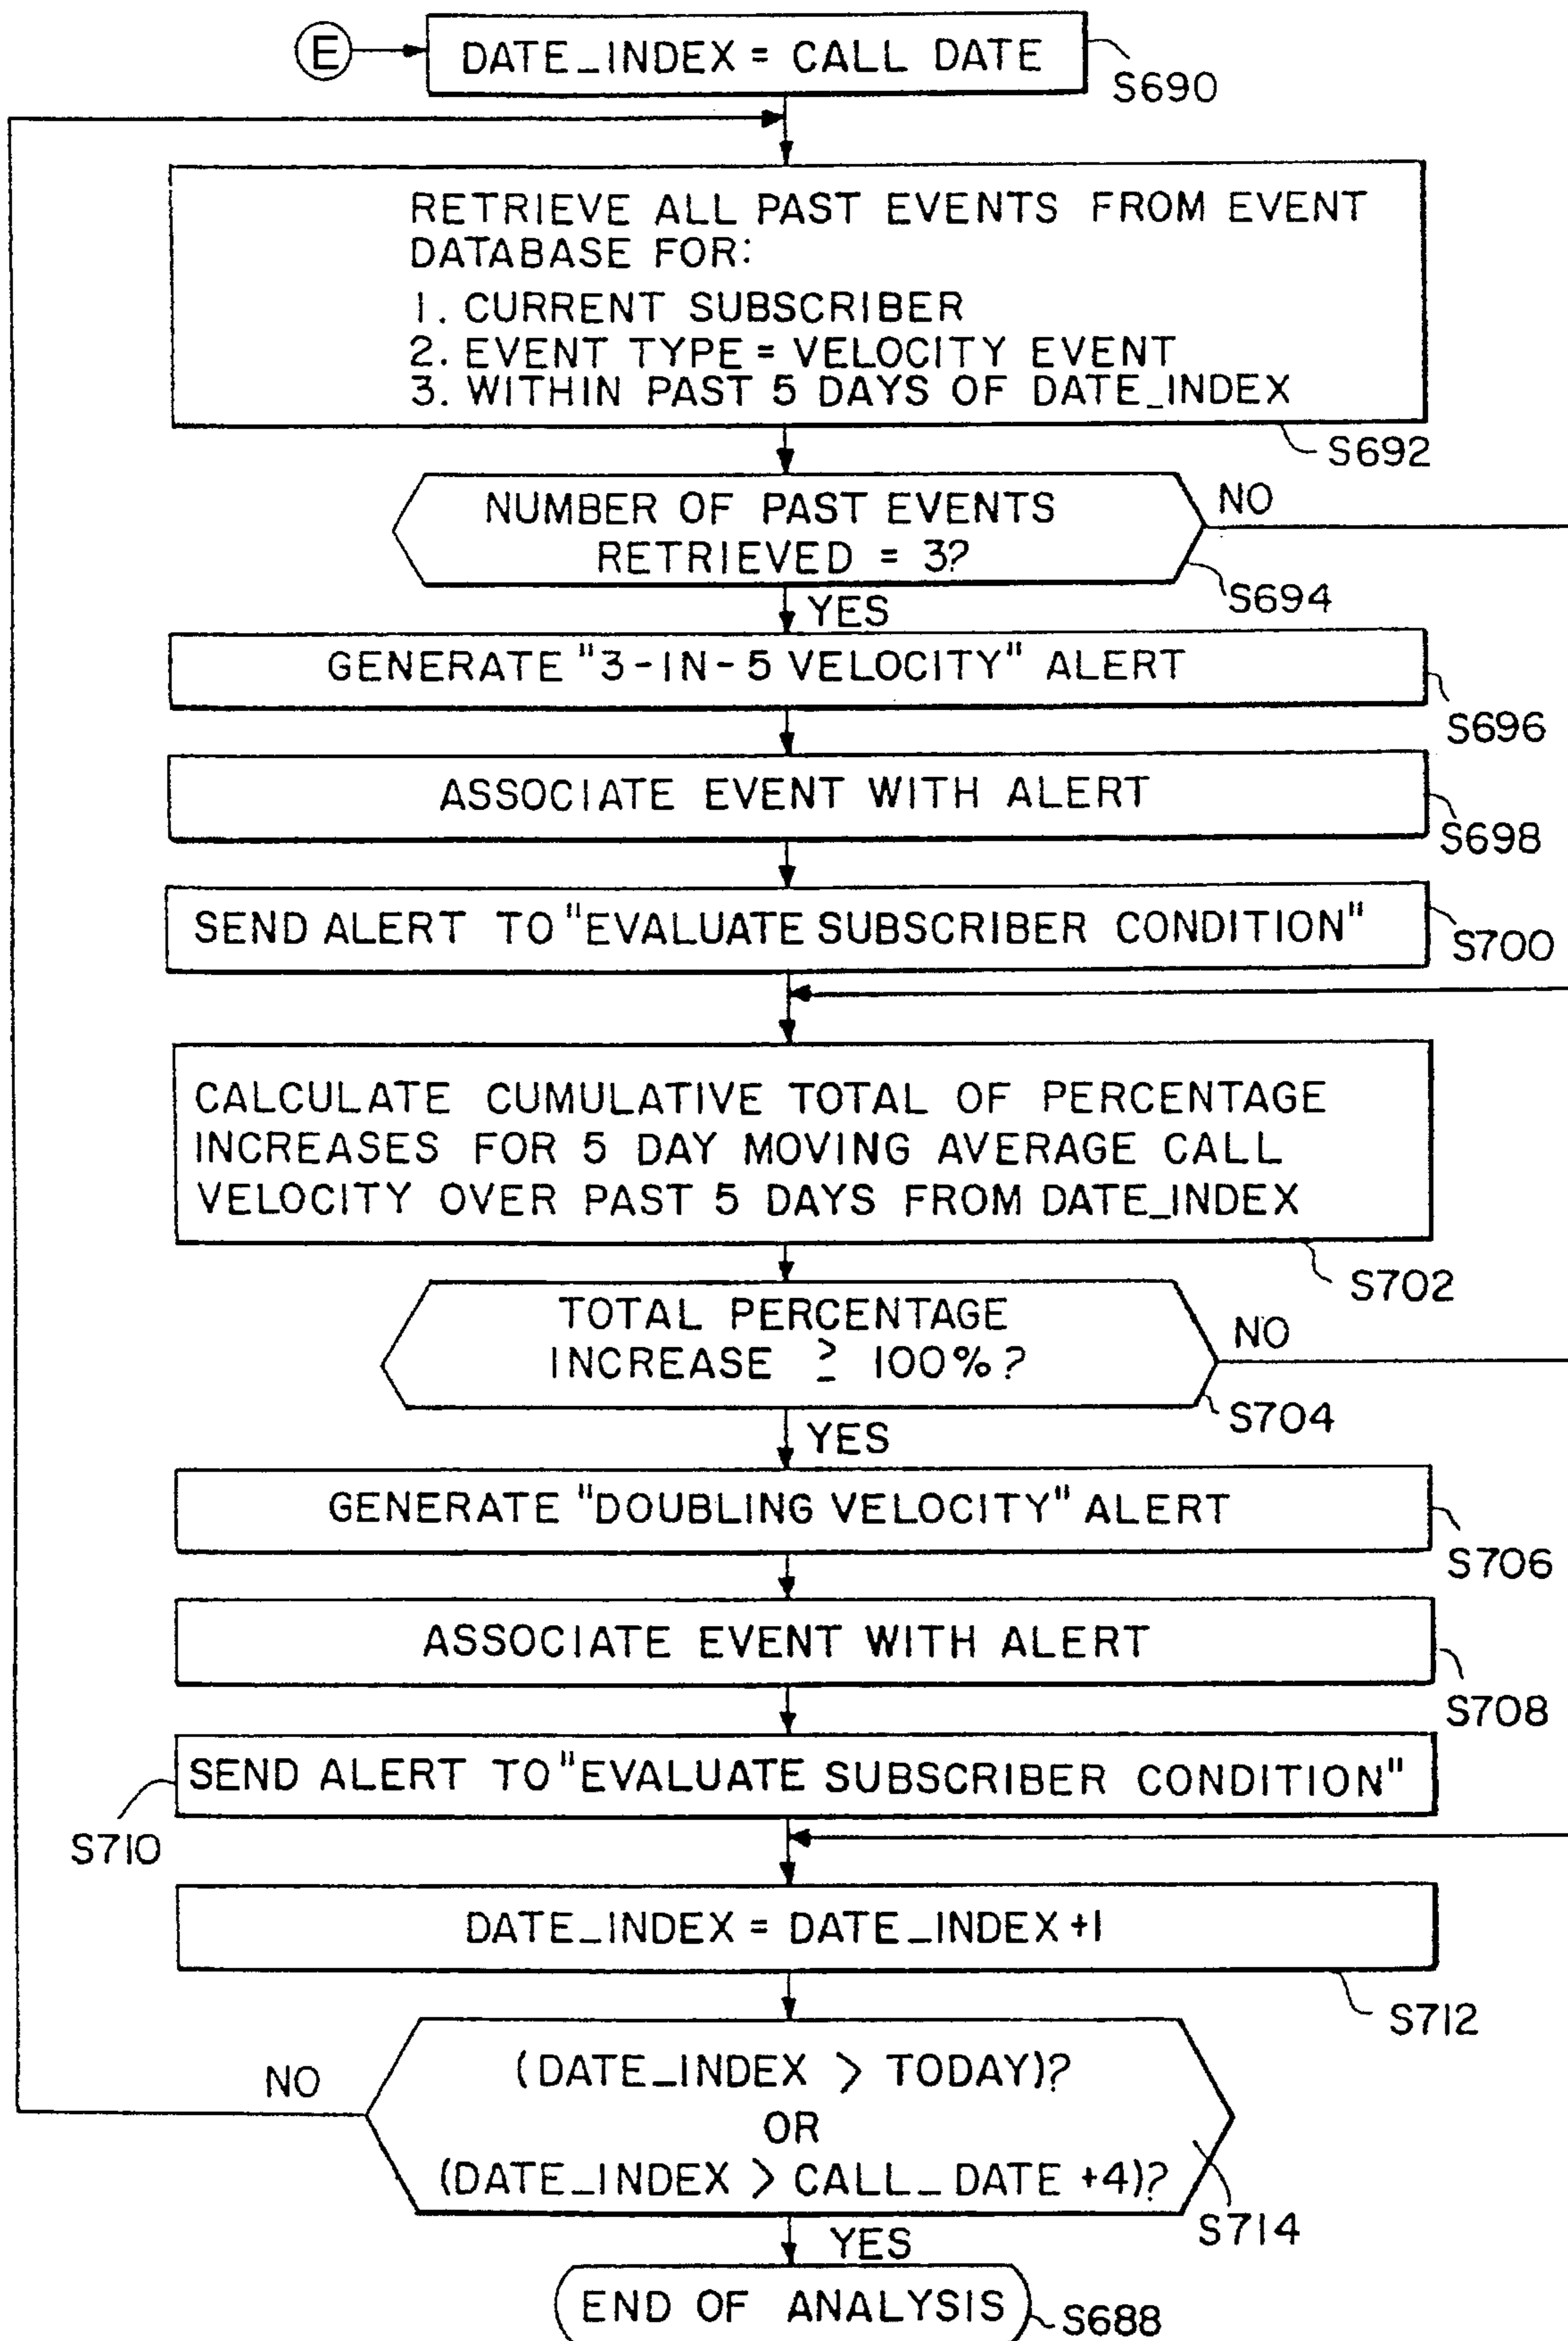 E
DATE_INDEX = CALL DATE
S690
RETRIEVE ALL PAST EVENTS FROM EVENT
DATABASE FOR:
1. CURRENT SUBSCRIBER
2. EVENT TYPE = VELOCITY EVENT
3. WITHIN PAST 5 DAYS OF DATE_INDEX
S692
NUMBER OF PAST EVENTS
RETRIEVED = 3?
NO
S694
YES
GENERATE "3-IN-5 VELOCITY" ALERT
S696
ASSOCIATE EVENT WITH ALERT
S698
SEND ALERT TO "EVALUATE SUBSCRIBER CONDITION"
S700
CALCULATE CUMULATIVE TOTAL OF PERCENTAGE
INCREASES FOR 5 DAY MOVING AVERAGE CALL
VELOCITY OVER PAST 5 DAYS FROM DATE_INDEX
S702
TOTAL PERCENTAGE
INCREASE ≥ 100%?
NO
S704
YES
GENERATE "DOUBLING VELOCITY" ALERT
S706
ASSOCIATE EVENT WITH ALERT
S708
SEND ALERT TO "EVALUATE SUBSCRIBER CONDITION"
S710
DATE_INDEX = DATE_INDEX +1
S712
NO
(DATE_INDEX > TODAY)?
OR
(DATE_INDEX > CALL_DATE +4)?
S714
YES
END OF ANALYSIS
S688